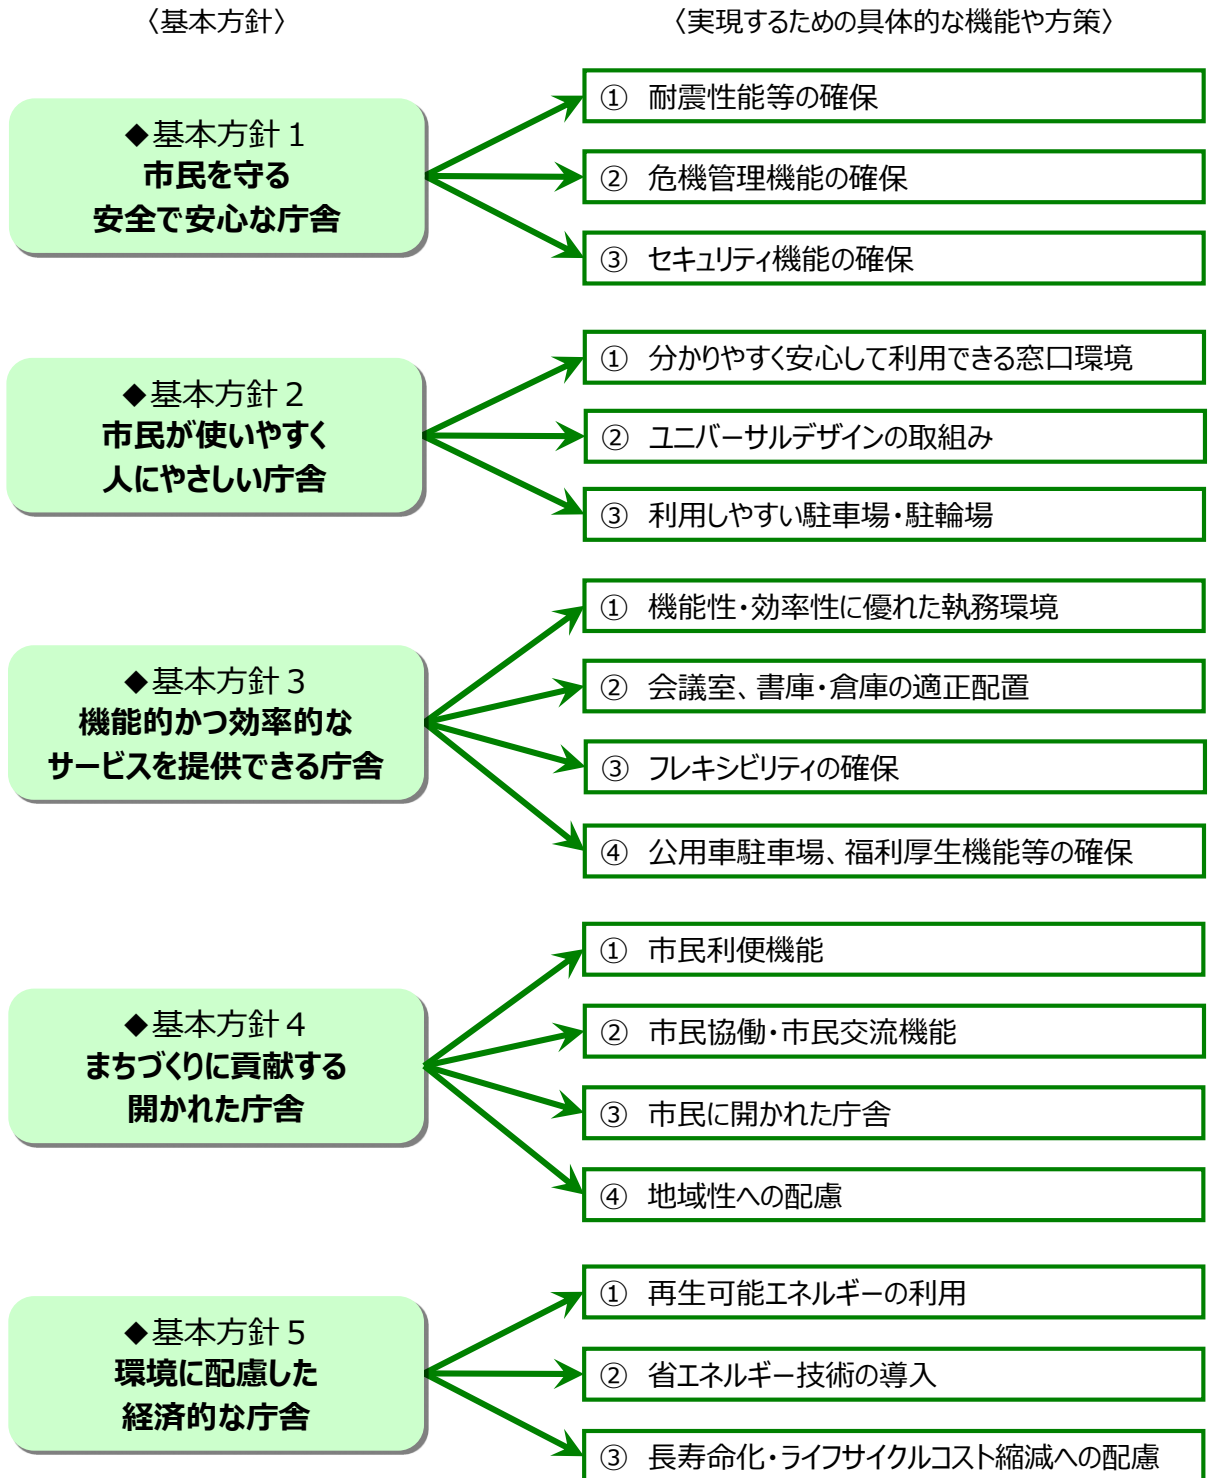 〈基本方針〉
〈実現するための具体的な機能や方策〉
◆基本方針１
市民を守る
安全で安心な庁舎
① 耐震性能等の確保
② 危機管理機能の確保
③ セキュリティ機能の確保
◆基本方針２
市民が使いやすく
人にやさしい庁舎
① 分かりやすく安心して利用できる窓口環境
② ユニバーサルデザインの取組み
③ 利用しやすい駐車場・駐輪場
◆基本方針３
機能的かつ効率的な
サービスを提供できる庁舎
① 機能性・効率性に優れた執務環境
② 会議室、書庫・倉庫の適正配置
③ フレキシビリティの確保
④ 公用車駐車場、福利厚生機能等の確保
◆基本方針４
まちづくりに貢献する
開かれた庁舎
① 市民利便機能
② 市民協働・市民交流機能
③ 市民に開かれた庁舎
④ 地域性への配慮
◆基本方針５
環境に配慮した
経済的な庁舎
① 再生可能エネルギーの利用
② 省エネルギー技術の導入
③ 長寿命化・ライフサイクルコスト縮減への配慮